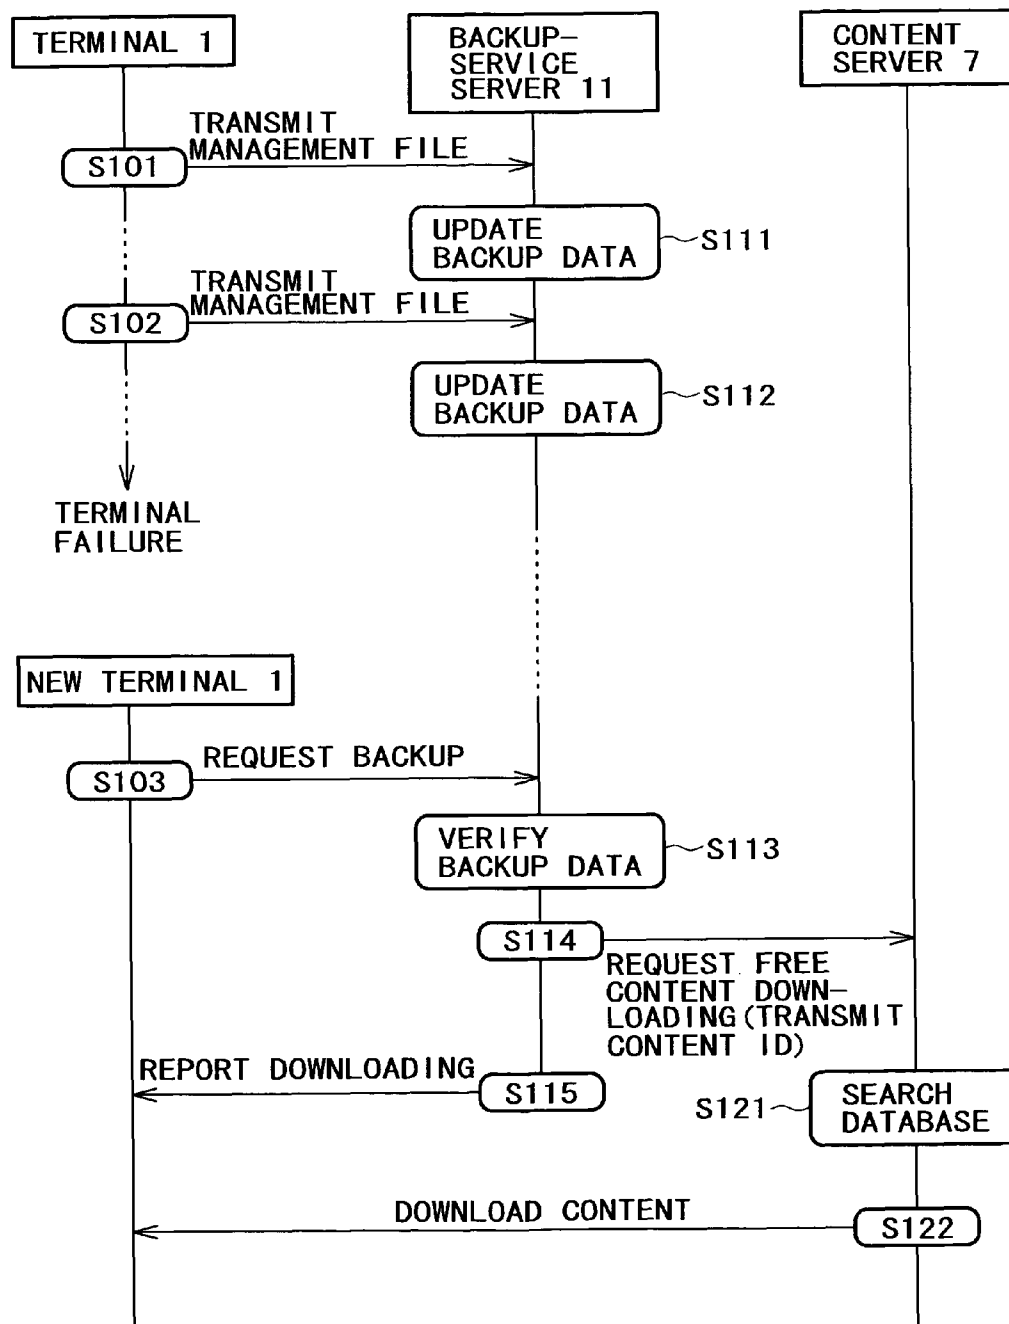 TERMINAL 1
BACKUP-
SERVICE
SERVER 11
CONTENT
SERVER 7
TRANSMIT
MANAGEMENT FILE
S101
UPDATE
BACKUP DATA
S111
TRANSMIT
MANAGEMENT FILE
S102
UPDATE
BACKUP DATA
S112
TERMINAL
FAILURE
NEW TERMINAL 1
REQUEST BACKUP
S103
VERIFY
BACKUP DATA
S113
S114
REQUEST FREE
CONTENT DOWN-
LOADING(TRANSMIT
CONTENT ID)
REPORT DOWNLOADING
S115
S121
SEARCH
DATABASE
DOWNLOAD CONTENT
S122